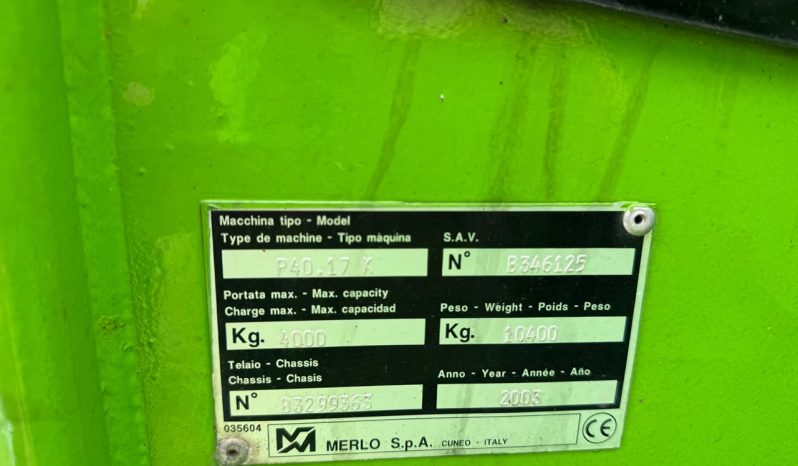 Macchina tipo - Model
Type de machine - Tipo màquina
P40.17 K
S.A.V.
N° B346125
Portata max. - Max. capacity
Charge max. - Max. capacidad
Kg. 4000
Peso - Weight - Poids - Peso
Kg. 10400
Telaio - Chassis
Chassis - Chasis
N° B3299363
Anno - Year - Année - Año
2003
035604
MERLO S.p.A. CUNEO - ITALY
CE